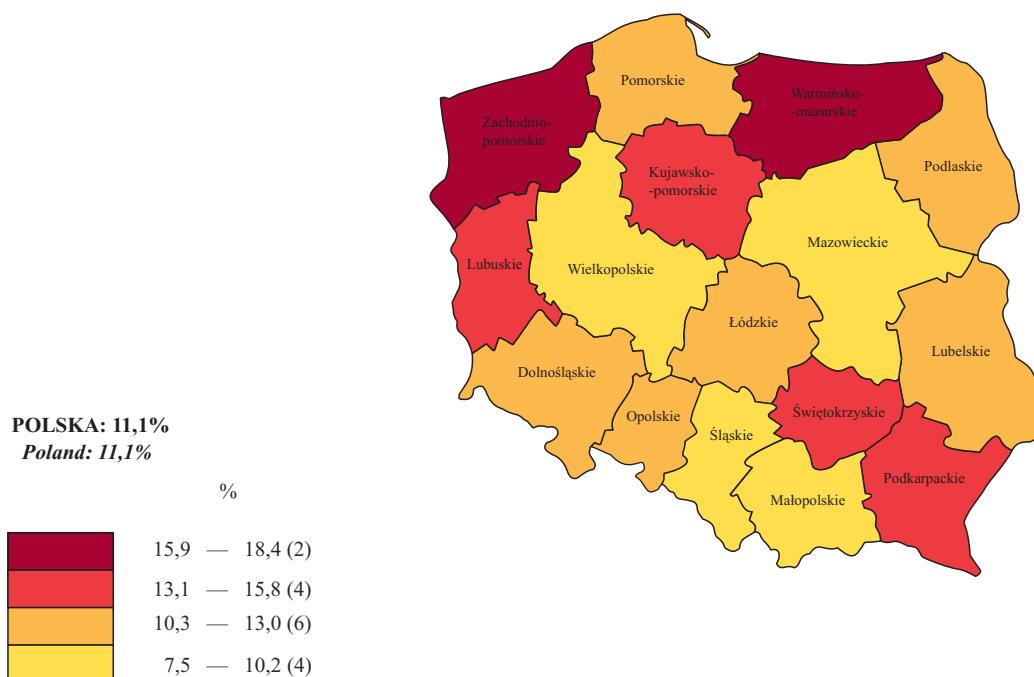 Pomorskie
Warmińsko-
-mazurskie
Zachodnio-
pomorskie
Podlaskie
Kujawsko-
-pomorskie
Mazowieckie
Lubuskie
Wielkopolskie
Łódzkie
Lubelskie
Dolnośląskie
Opolskie
Świętokrzyskie
Śląskie
Podkarpackie
Małopolskie
POLSKA: 11,1%
Poland: 11,1%
%
15,9 — 18,4 (2)
13,1 — 15,8 (4)
10,3 — 13,0 (6)
7,5 — 10,2 (4)